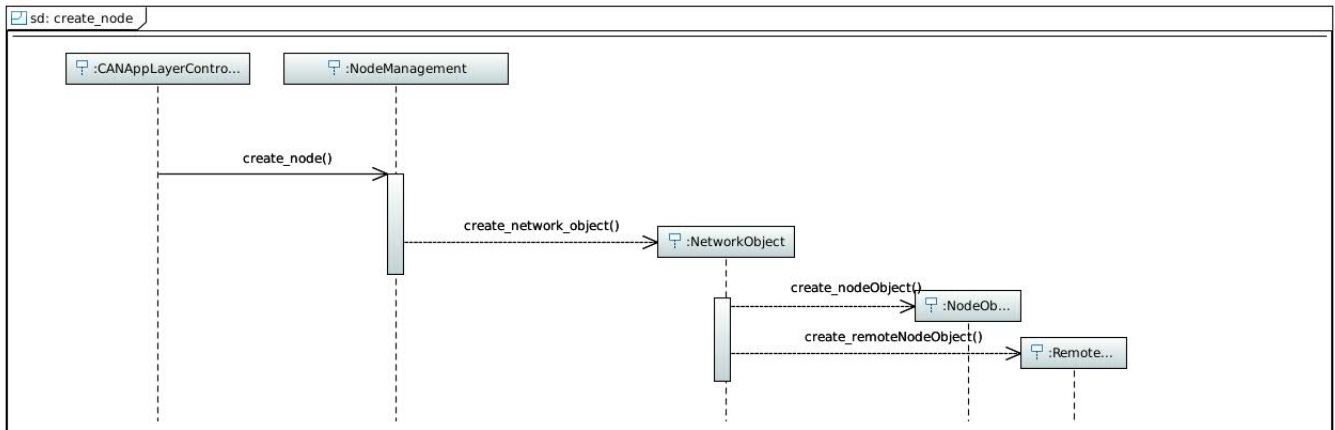 sd: create_node
:CANAppLayerContro...
:NodeManagement
create_node()
create_network_object()
:NetworkObject
create_nodeObject()
:NodeOb...
create_remoteNodeObject()
:Remote...